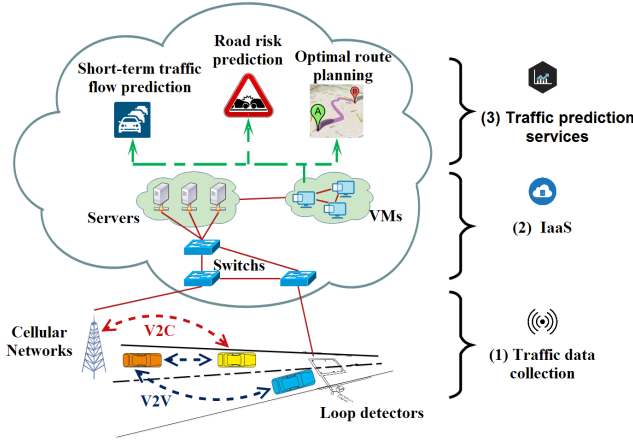 Road risk
prediction
Short-term traffic
flow prediction
Optimal route
planning
A
B
(3) Traffic prediction
services
Servers
VMs
(2) IaaS
Switchs
Cellular
Networks
V2C
V2V
(1) Traffic data
collection
Loop detectors